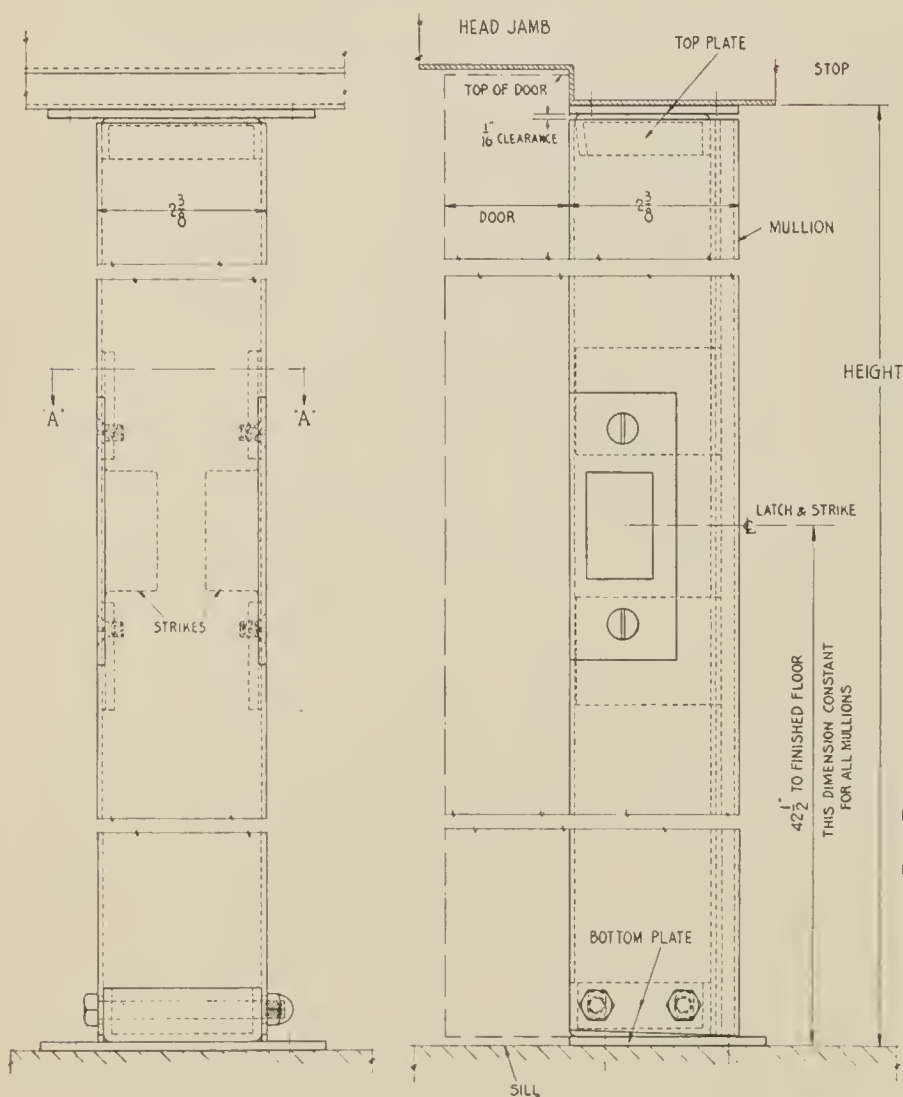 HEAD JAMB
TOP PLATE
STOP
TOP OF DOOR
1/16" CLEARANCE
2 3/8
DOOR
2 3/8
MULLION
HEIGHT
"A"
"A"
LATCH & STRIKE
STRIKES
42 1/2" TO FINISHED FLOOR
THIS DIMENSION CONSTANT
FOR ALL MULLIONS
BOTTOM PLATE
SILL